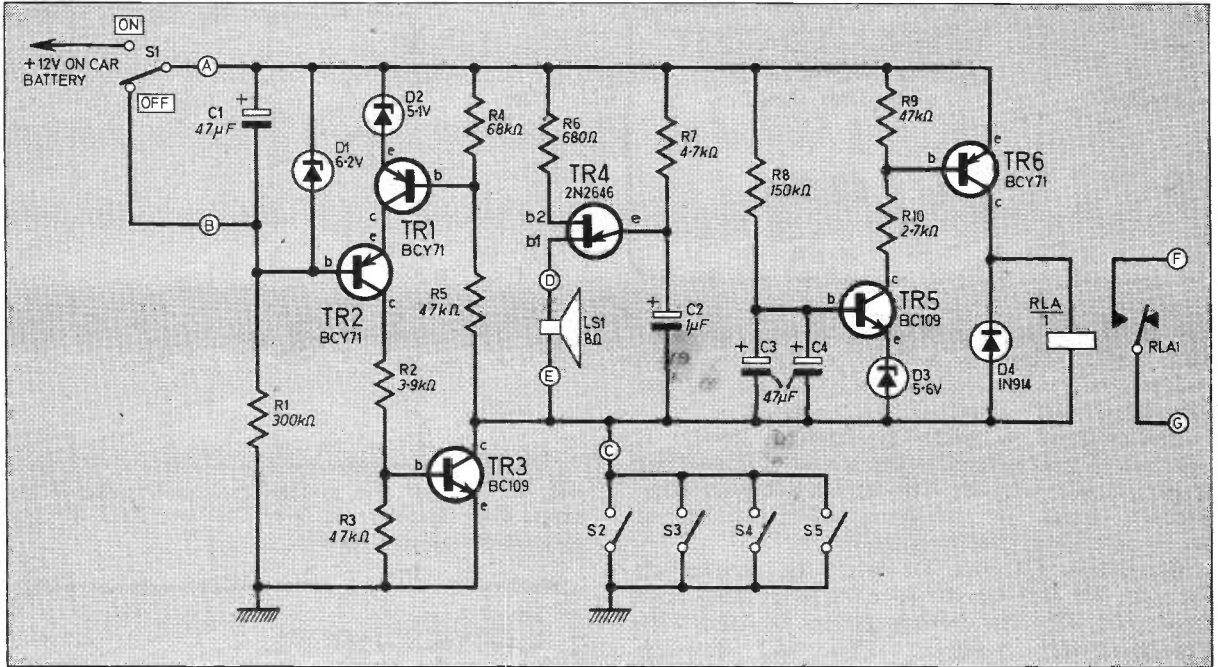 ON
S1
+12V ON CAR
BATTERY
OFF
A
B
C1
47µF
+
D1
6·2V
D2
5·1V
e
b
c
TR1
BCY71
e
b
c
TR2
BCY71
R1
300kΩ
R2
3·9kΩ
R3
47kΩ
R4
68kΩ
R5
47kΩ
c
b
e
TR3
BC109
R6
680Ω
R7
4·7kΩ
TR4
2N2646
b2
b1
e
D
LS1
8Ω
E
+
C2
1µF
R8
150kΩ
+
C3
+
C4
47µF
R9
47kΩ
R10
2·7kΩ
c
b
e
TR5
BC109
D3
5·6V
e
b
c
TR6
BCY71
D4
1N914
RLA
1
F
RLA1
G
C
S2
S3
S4
S5